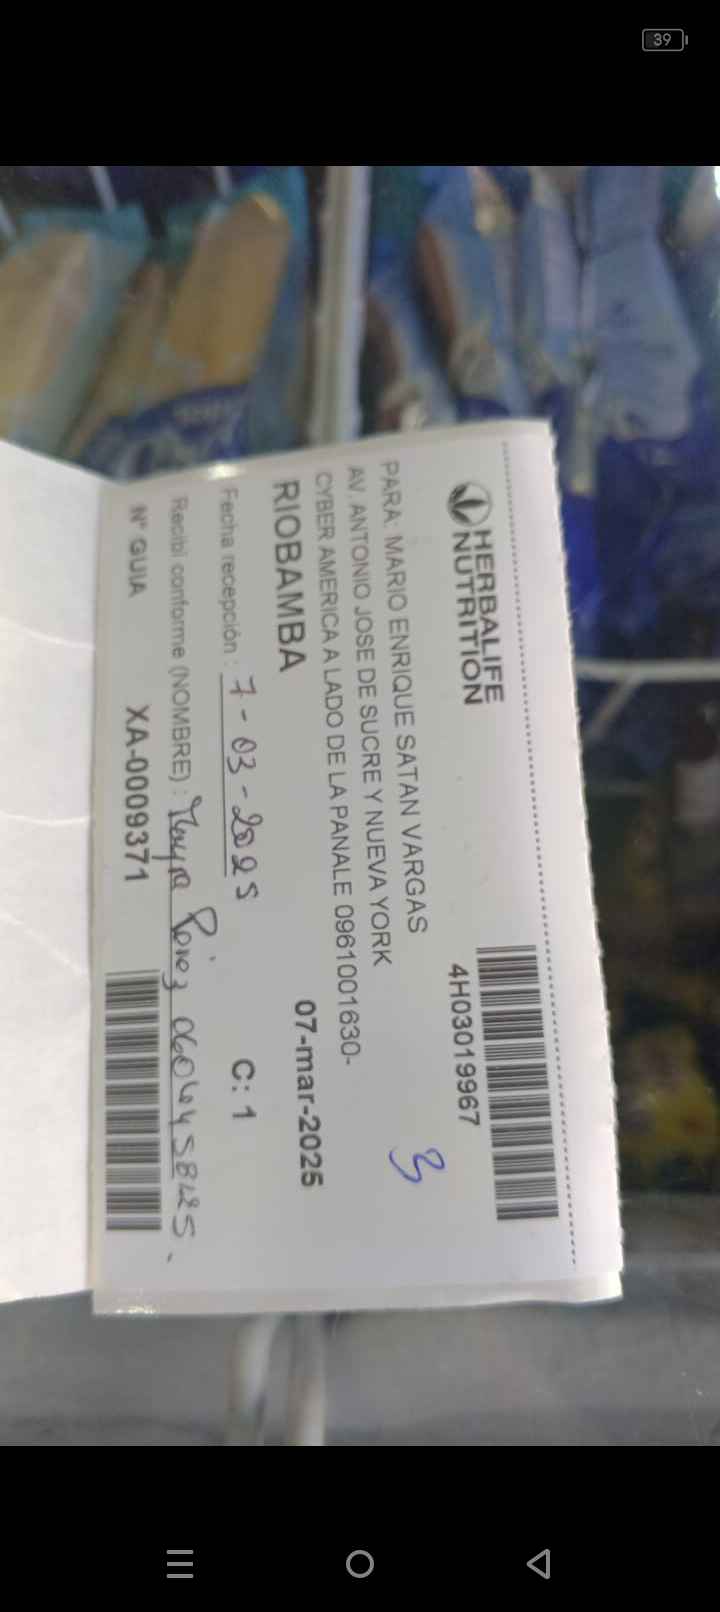 39
HERBALIFE
NUTRITION
4H03019967
3
PARA: MARIO ENRIQUE SATAN VARGAS
AV. ANTONIO JOSE DE SUCRE Y NUEVA YORK
CYBER AMERICA A LADO DE LA PANALE 0961001630-
RIOBAMBA
07-mar-2025
Fecha recepción : 7-03-2025
C: 1
Recibí conforme (NOMBRE) :
N° GUIA XA-0009371